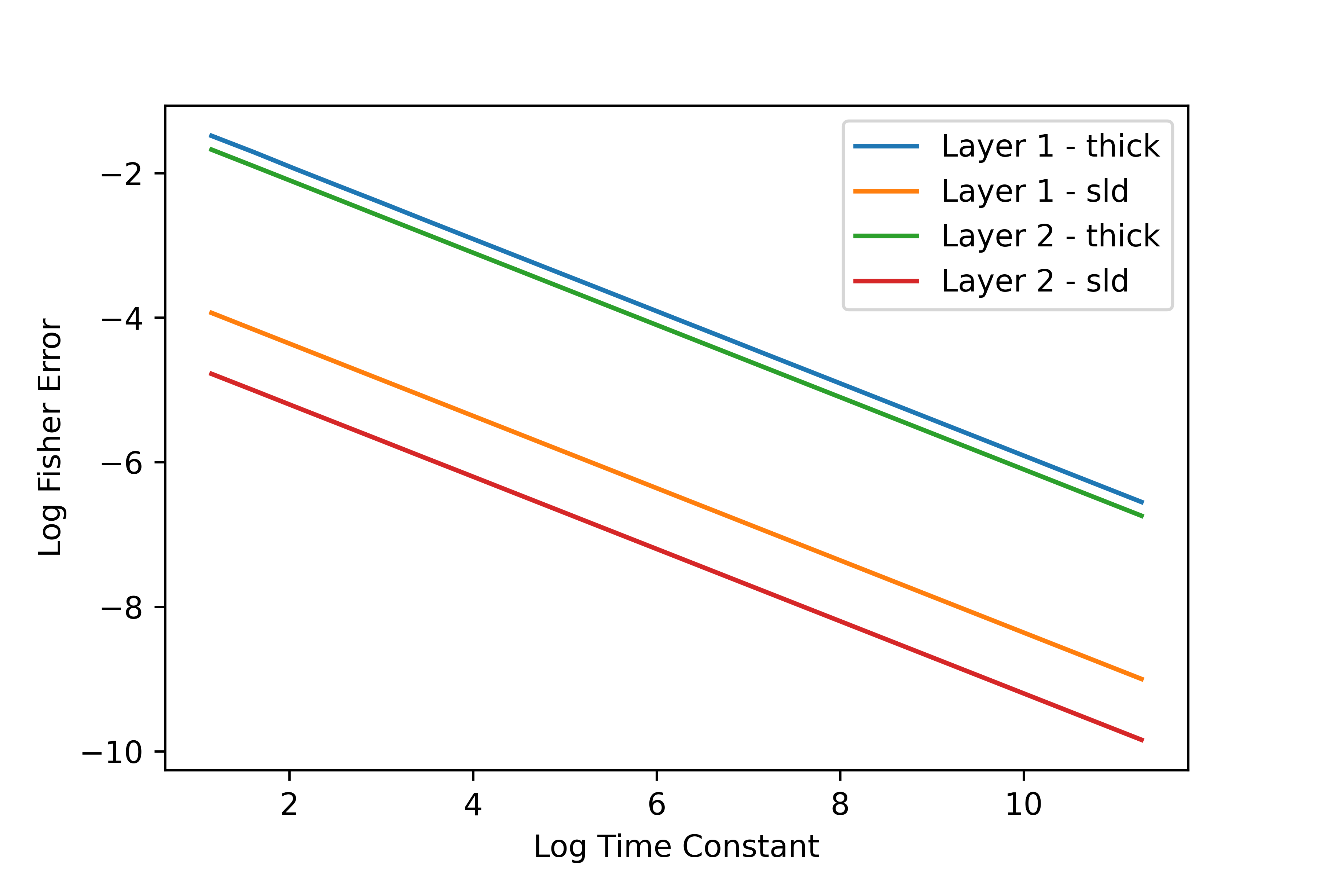 Layer 1 - thick
Layer 1 - sld
Layer 2 - thick
Layer 2 - sld
Log Fisher Error
−2
−4
−6
−8
−10
2 4 6 8 10
Log Time Constant